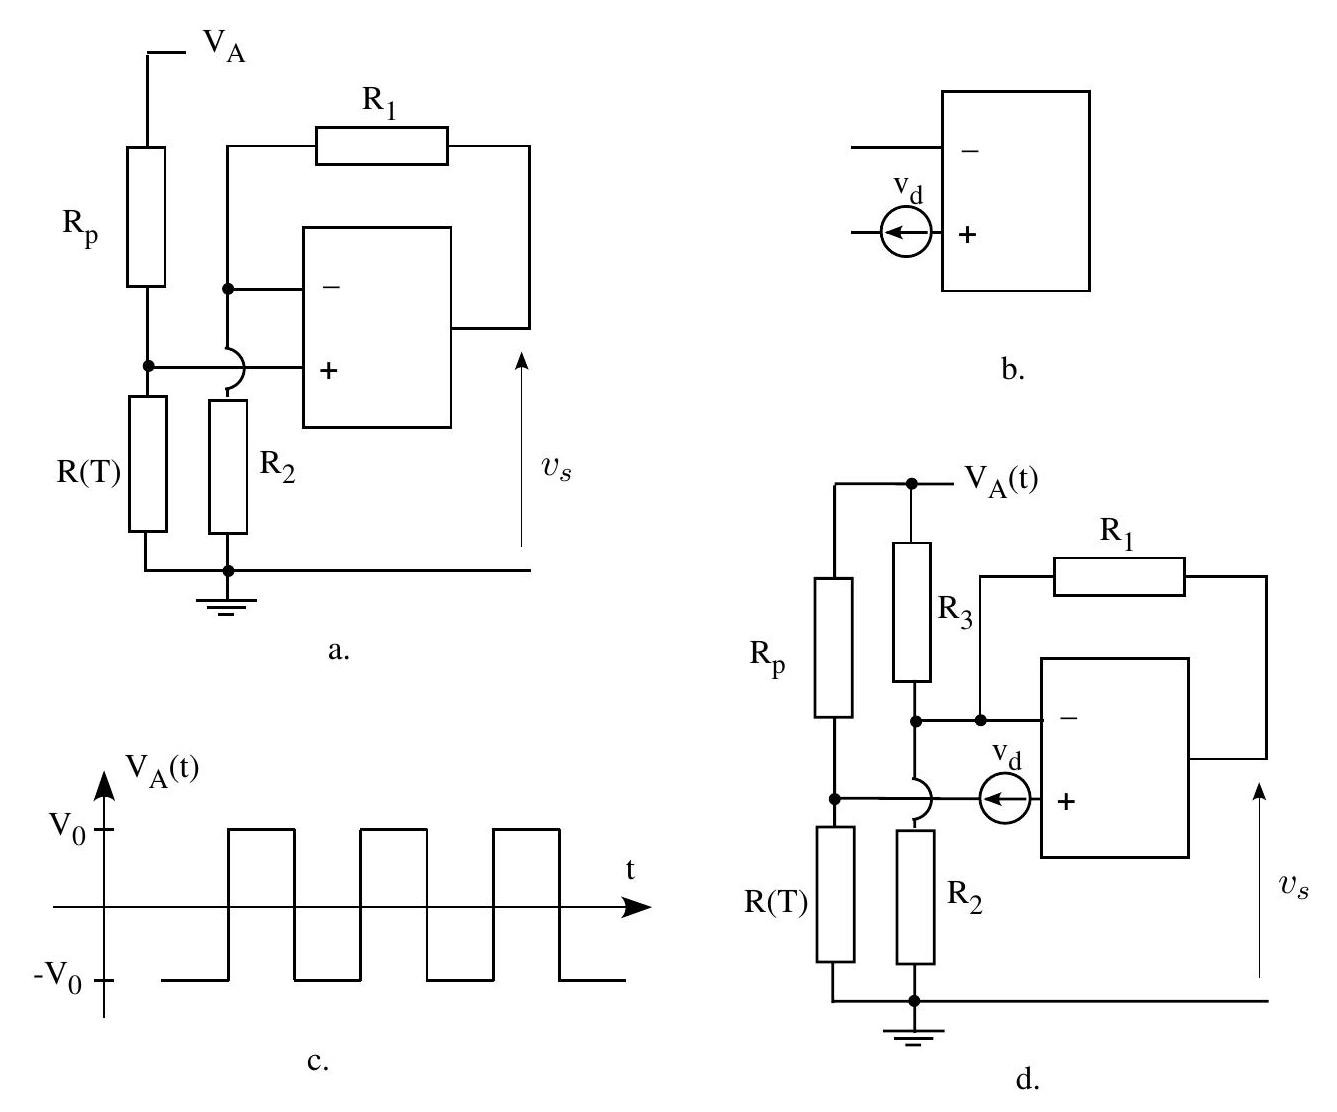 V_A
R_1
R_p
−
+
R(T)
R_2
v_s
a.
−
v_d
+
b.
V_A(t)
V_0
t
-V_0
c.
V_A(t)
R_1
R_3
R_p
−
v_d
+
R(T)
R_2
v_s
d.